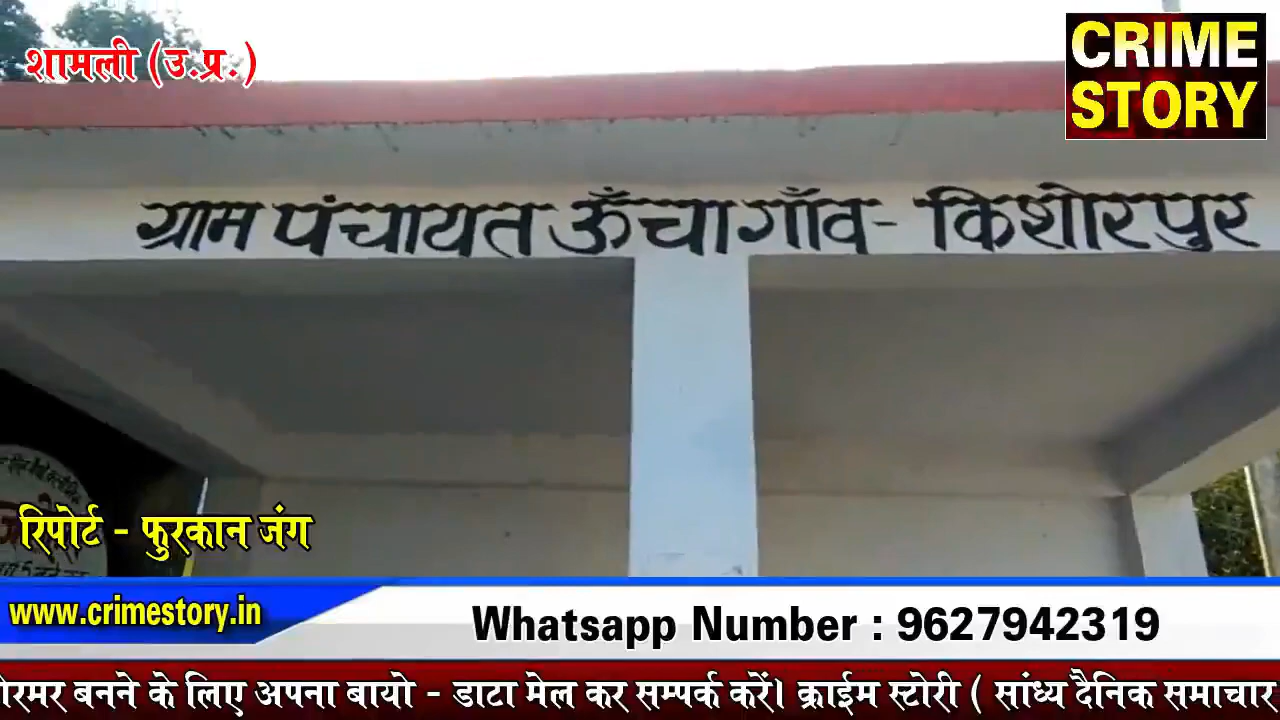 शामली (उ.प्र.)
CRIME
STORY
ग्राम पंचायत ऊँचागाँव - किशोरपुर
रिपोर्ट - फुरकान जंग
www.crimestory.in
Whatsapp Number : 9627942319
बनने के लिए अपना बायो - डाटा मेल कर सम्पर्क करें। क्राईम स्टोरी ( सांध्य दैनिक समाचार